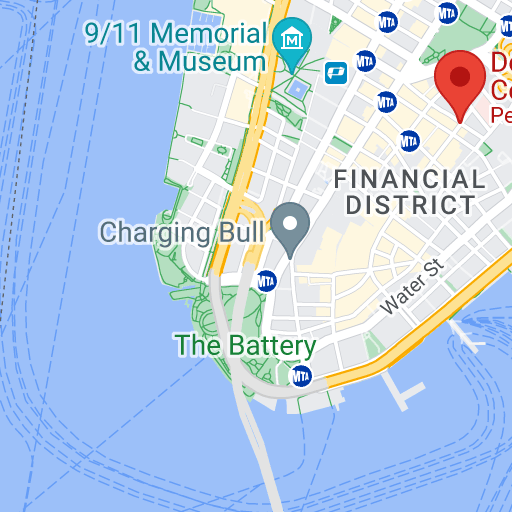 9/11 Memorial
& Museum
MTA
MTA
MTA
MTA
FINANCIAL
DISTRICT
Charging Bull
MTA
Water St
The Battery
MTA